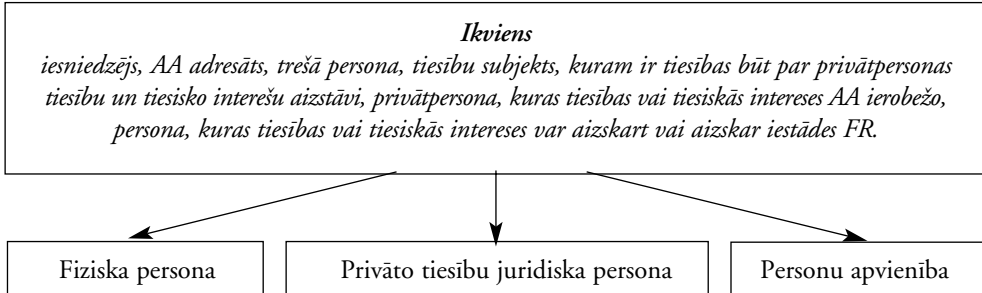 Ikviens
iesniedzējs, AA adresāts, trešā persona, tiesību subjekts, kuram ir tiesības būt par privātpersonas
tiesību un tiesisko interešu aizstāvi, privātpersona, kuras tiesības vai tiesiskās intereses AA ierobežo,
persona, kuras tiesības vai tiesiskās intereses var aizskart vai aizskar iestādes FR.
Fiziska persona
Privāto tiesību juridiska persona
Personu apvienība